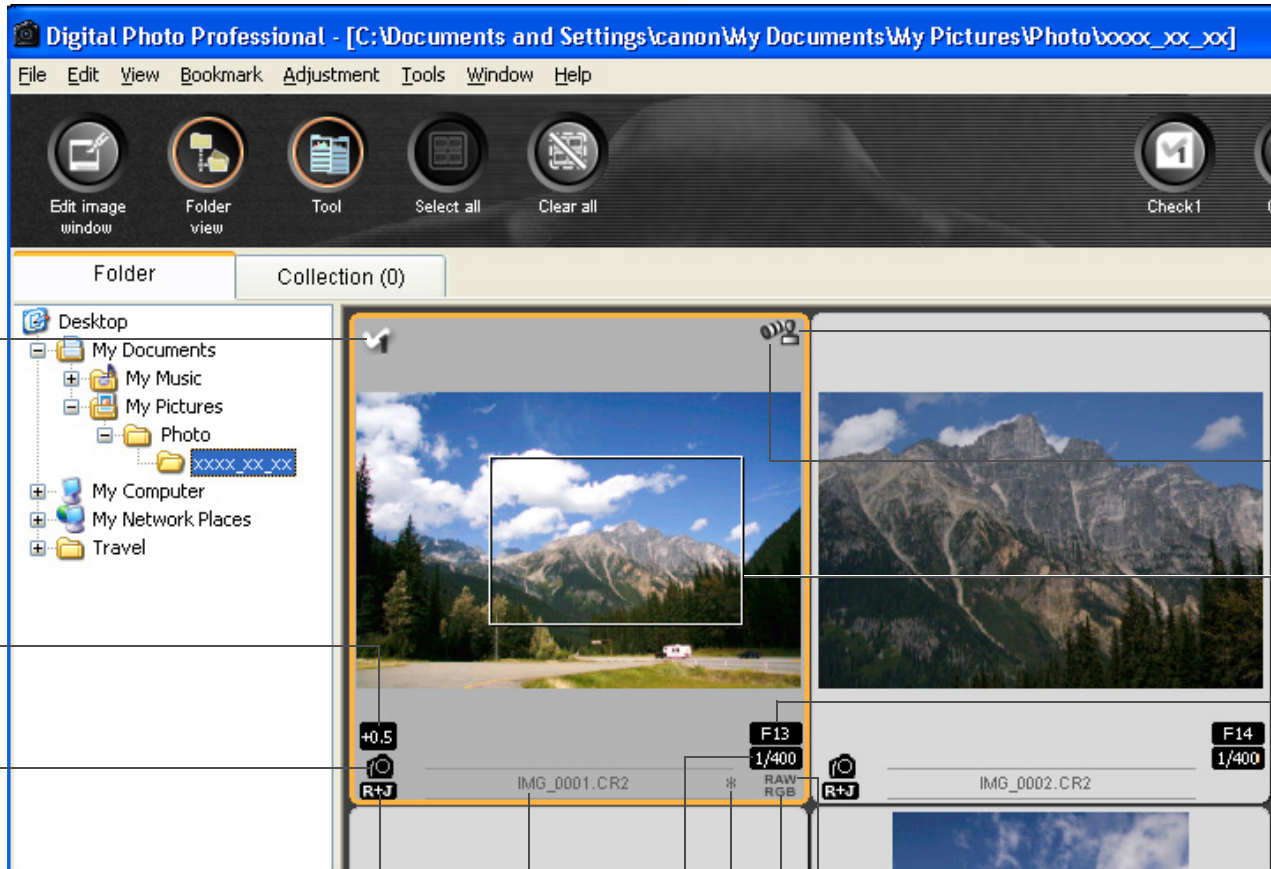 Digital Photo Professional - [C:\Documents and Settings\canon\My Documents\My Pictures\Photo\xxxx_xx_xx]
File Edit View Bookmark Adjustment Tools Window Help
Edit image window
Folder view
Tool
Select all
Clear all
1
Check1
Folder
Collection (0)
Desktop
My Documents
My Music
My Pictures
Photo
xxxx_xx_xx
My Computer
My Network Places
Travel
1
+0.5
F13
1/400
R+J
IMG_0001.CR2
*
RAW
RGB
F14
1/400
R+J
IMG_0002.CR2